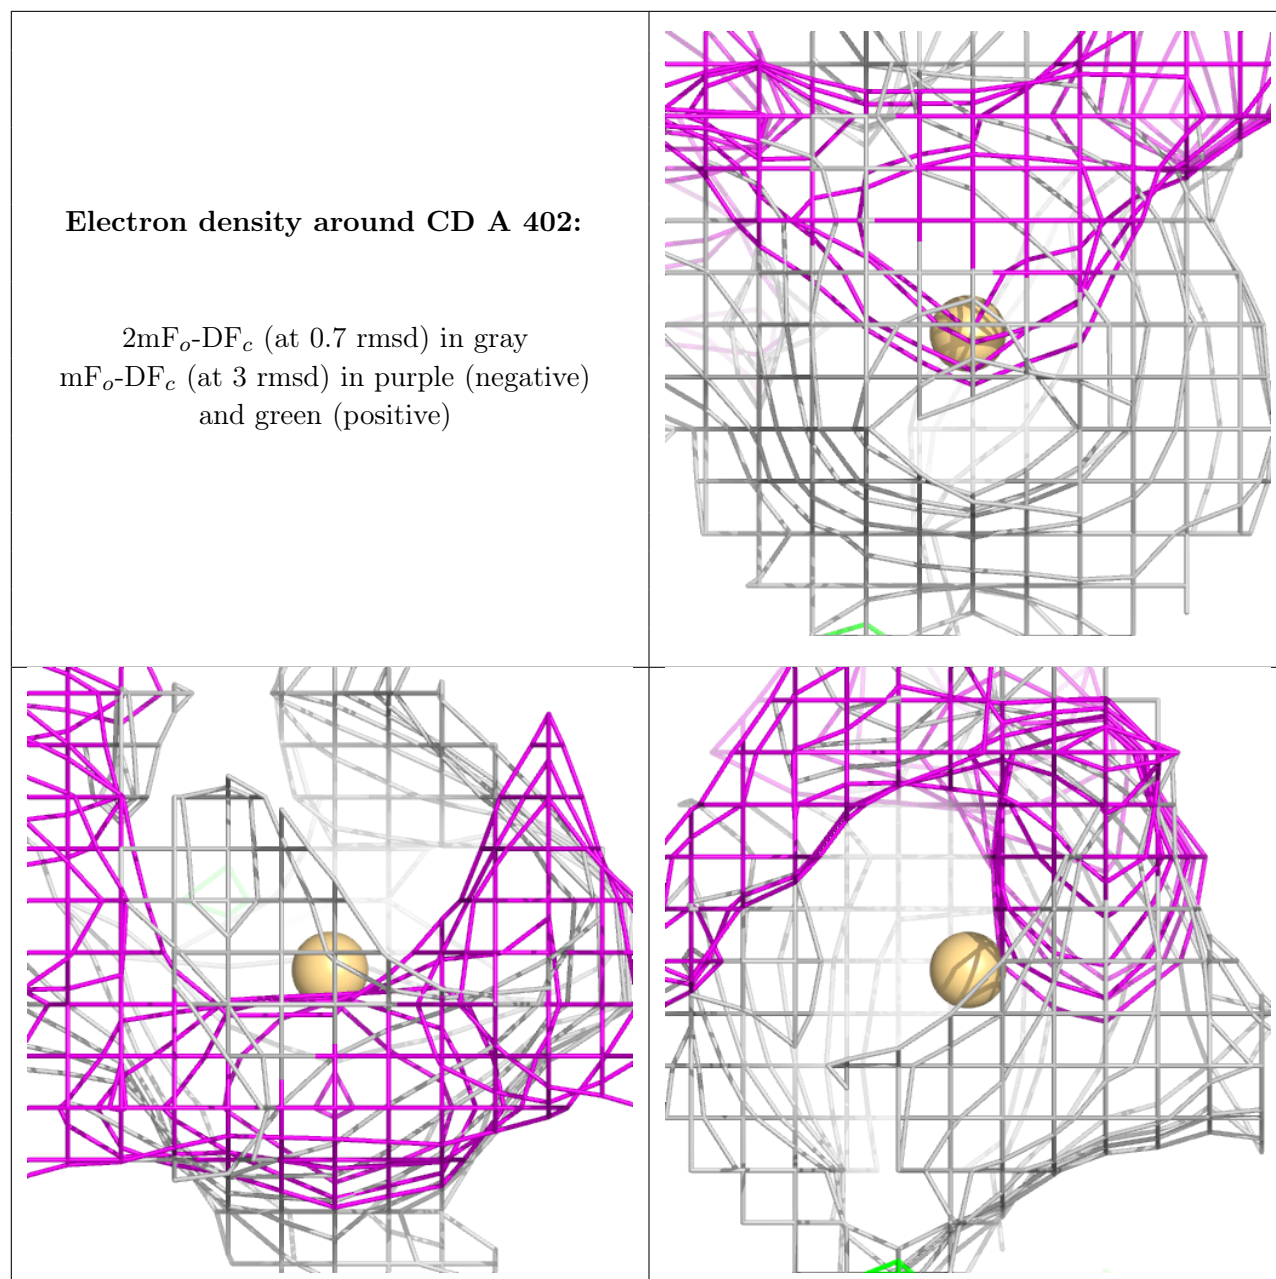 Electron density around CD A 402:
2mFo-DFc (at 0.7 rmsd) in gray
mFo-DFc (at 3 rmsd) in purple (negative)
and green (positive)